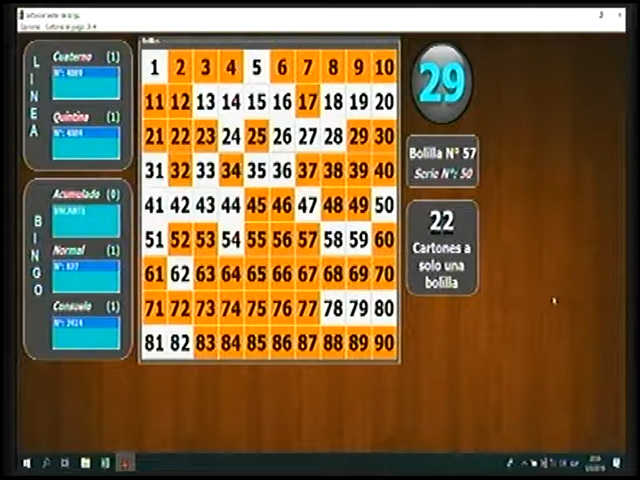 LINEA
Cuaterno (1)
Nº: 4009
Quintina (1)
Nº: 4009
BINGO
Acumulado (0)
VACANTE
Normal (1)
Nº: 827
Consuelo (1)
1 2 3 4 5 6 7 8 9 10
11 12 13 14 15 16 17 18 19 20
21 22 23 24 25 26 27 28 29 30
31 32 33 34 35 36 37 38 39 40
41 42 43 44 45 46 47 48 49 50
51 52 53 54 55 56 57 58 59 60
61 62 63 64 65 66 67 68 69 70
71 72 73 74 75 76 77 78 79 80
81 82 83 84 85 86 87 88 89 90
29
Bolilla Nº 57
Serie Nº: 50
22
Cartones a
solo una
bolilla